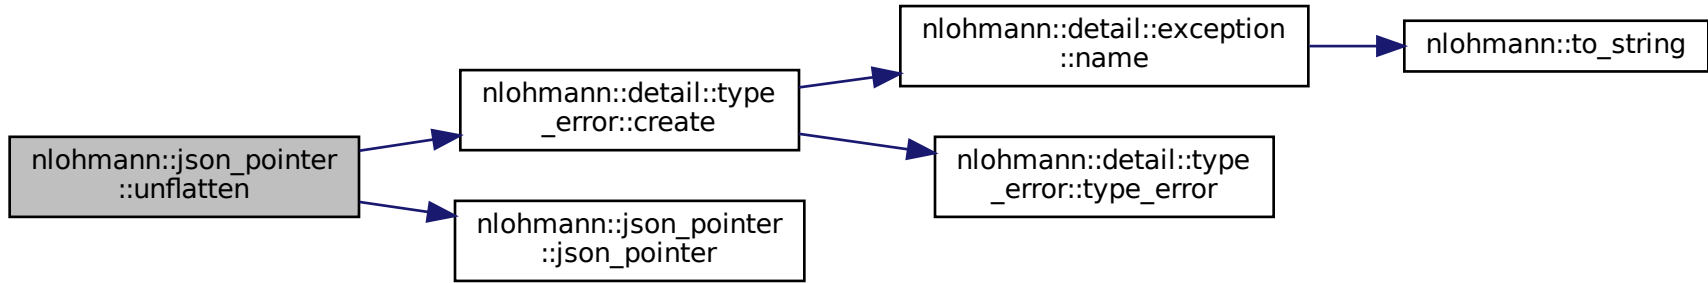 nlohmann::json_pointer
::unflatten
nlohmann::detail::type
_error::create
nlohmann::json_pointer
::json_pointer
nlohmann::detail::exception
::name
nlohmann::detail::type
_error::type_error
nlohmann::to_string